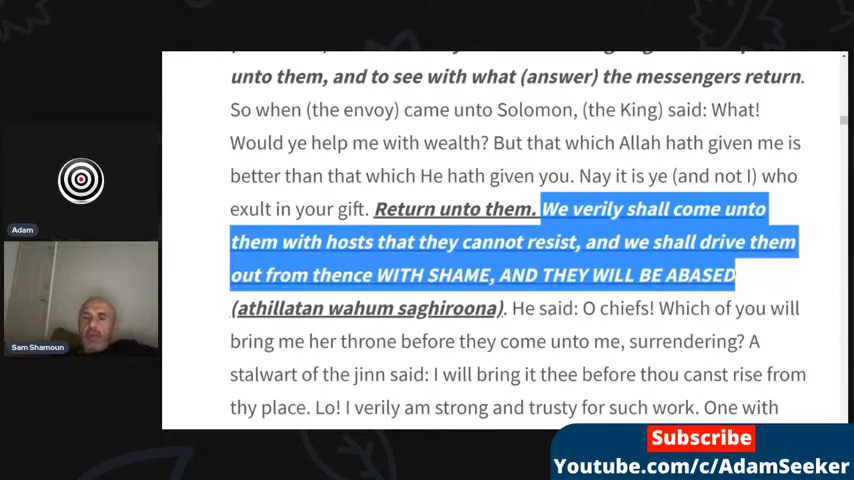 unto them, and to see with what (answer) the messengers return.
So when (the envoy) came unto Solomon, (the King) said: What!
Would ye help me with wealth? But that which Allah hath given me is
better than that which He hath given you. Nay it is ye (and not I) who
exult in your gift. Return unto them. We verily shall come unto
them with hosts that they cannot resist, and we shall drive them
out from thence WITH SHAME, AND THEY WILL BE ABASED
(athillatan wahum saghiroona). He said: O chiefs! Which of you will
bring me her throne before they come unto me, surrendering? A
stalwart of the jinn said: I will bring it thee before thou canst rise from
thy place. Lo! I verily am strong and trusty for such work. One with
Adam
Sam Shamoun
Subscribe
Youtube.com/c/AdamSeeker